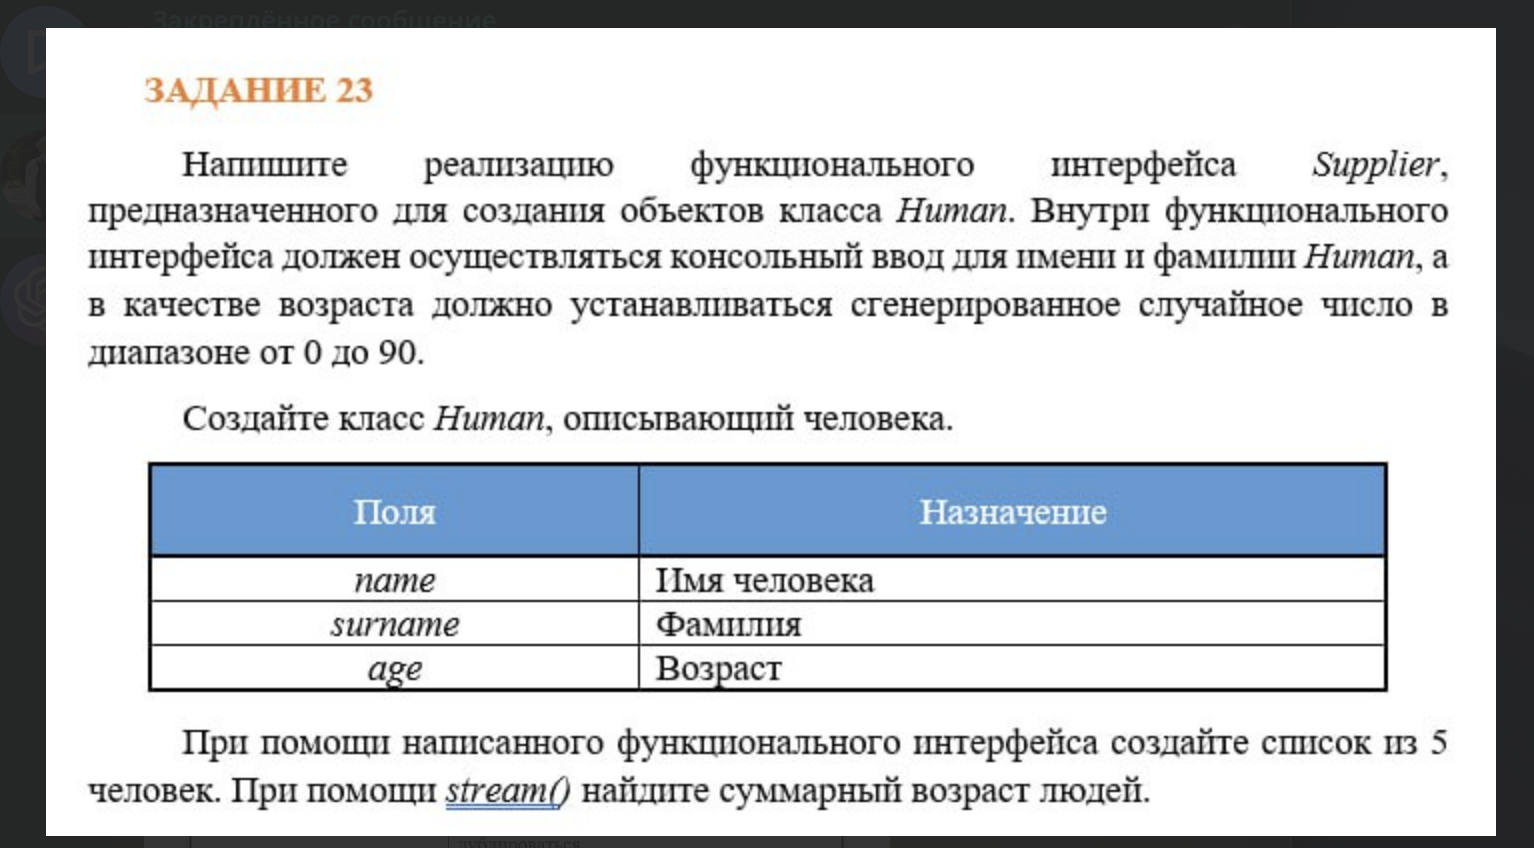 Закреплённое сообщение
ЗАДАНИЕ 23
Напишите реализацию функционального интерфейса Supplier,
предназначенного для создания объектов класса Human. Внутри функционального
интерфейса должен осуществляться консольный ввод для имени и фамилии Human, а
в качестве возраста должно устанавливаться сгенерированное случайное число в
диапазоне от 0 до 90.
Создайте класс Human, описывающий человека.
Поля Назначение
name Имя человека
surname Фамилия
age Возраст
При помощи написанного функционального интерфейса создайте список из 5
человек. При помощи stream() найдите суммарный возраст людей.